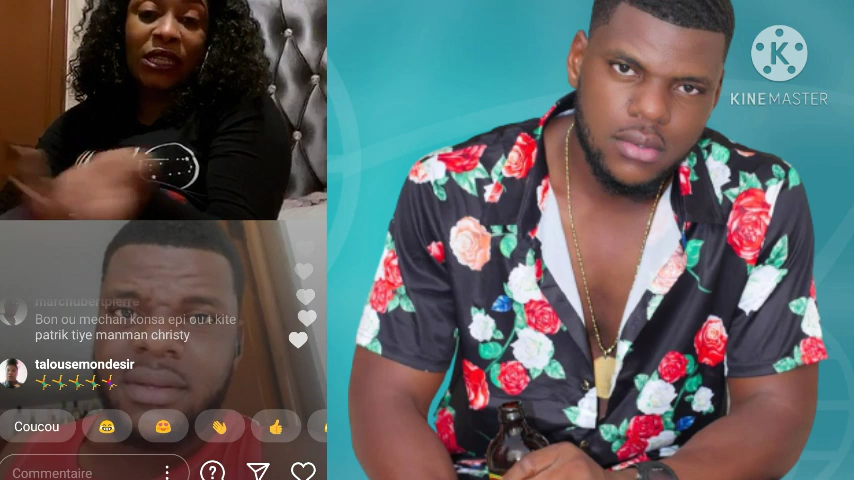 marchubertpierre
Bon ou mechan konsa epi ou t kite
patrik tiye manman christy
talousemondesir
Coucou
Commentaire
KINEMASTER